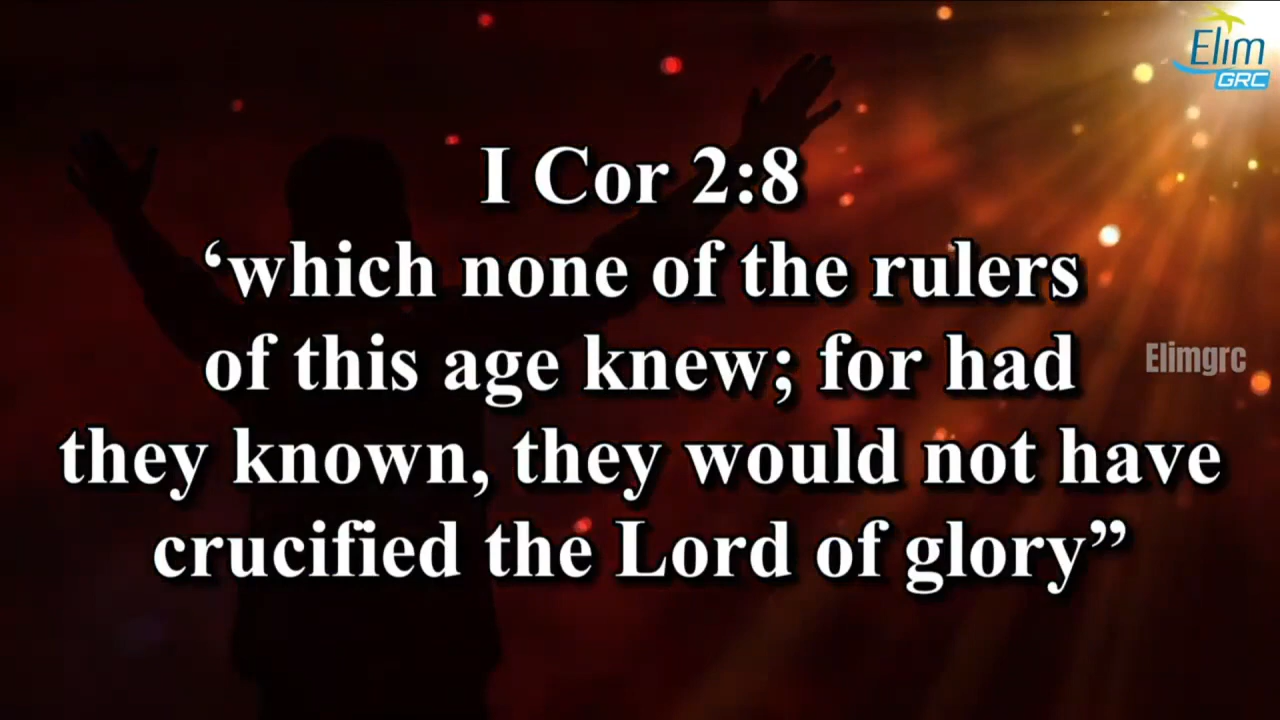 Elim
GRC
I Cor 2:8
‘which none of the rulers
of this age knew; for had
Elimgrc
they known, they would not have
crucified the Lord of glory”